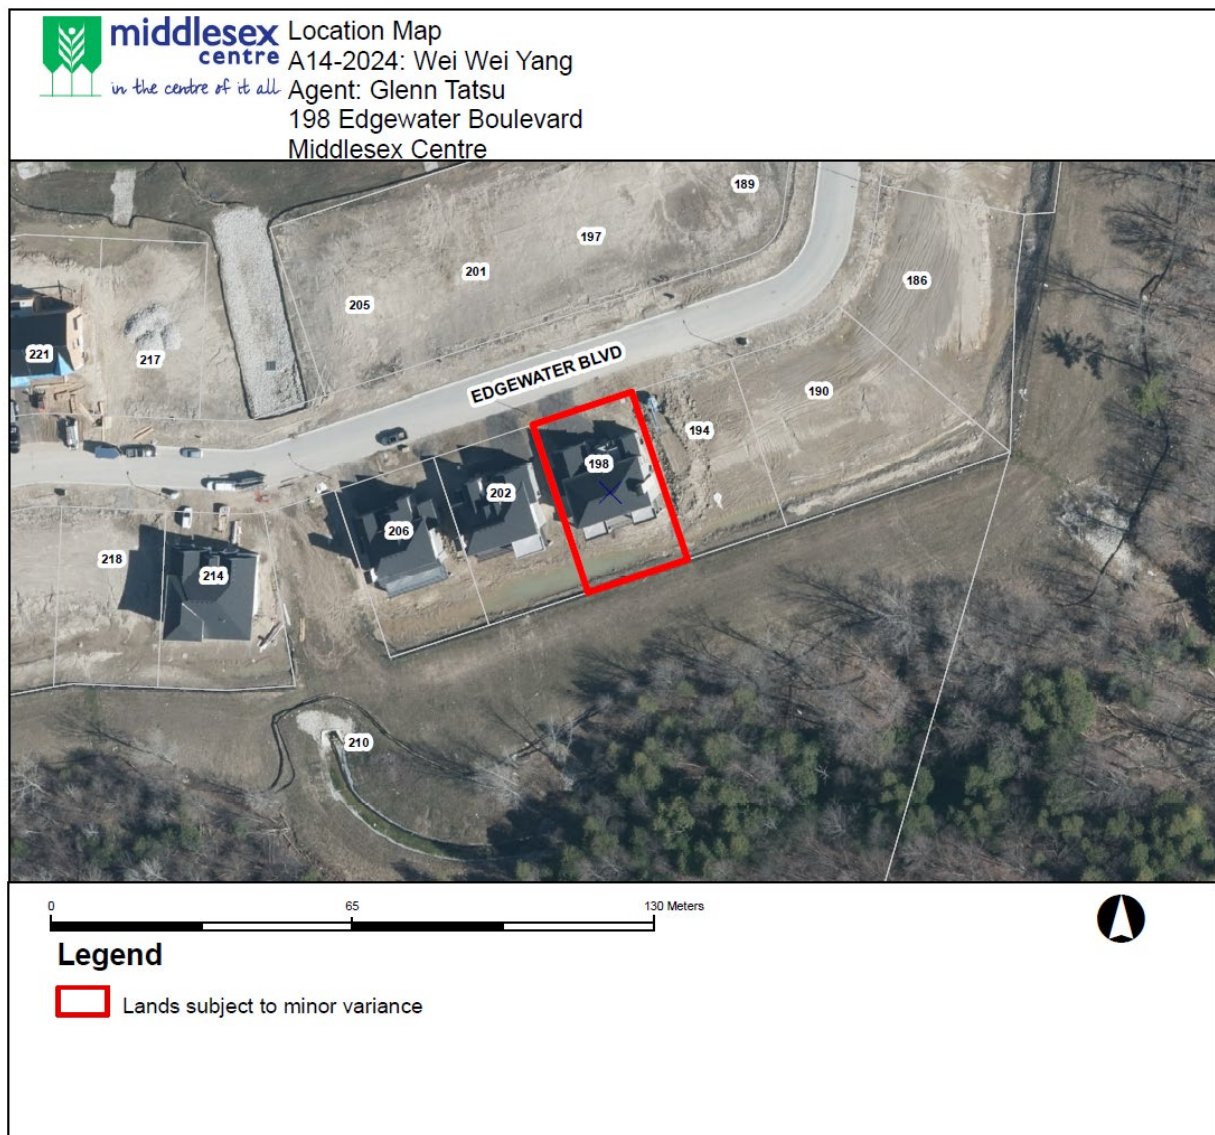 middlesex
centre
in the centre of it all
Location Map
A14-2024: Wei Wei Yang
Agent: Glenn Tatsu
198 Edgewater Boulevard
Middlesex Centre
189
197
201
205
186
221
217
EDGEWATER BLVD
190
194
198
202
206
218
214
210
0 65 130 Meters
Legend
Lands subject to minor variance